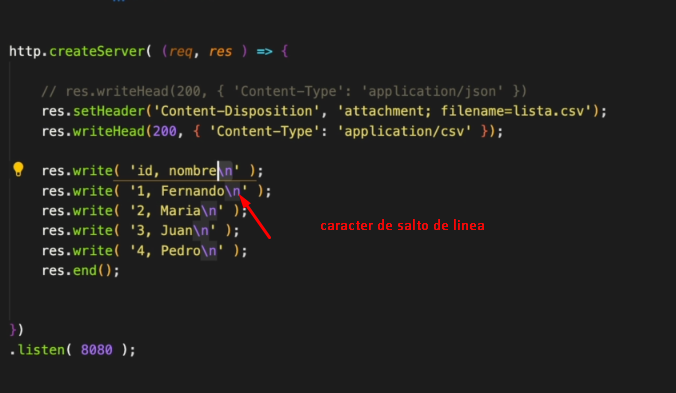 http.createServer( (req, res ) => {
// res.writeHead(200, { 'Content-Type': 'application/json' })
res.setHeader('Content-Disposition', 'attachment; filename=lista.csv');
res.writeHead(200, { 'Content-Type': 'application/csv' });
res.write( 'id, nombre\n' );
res.write( '1, Fernando\n' );
res.write( '2, Maria\n' );
caracter de salto de linea
res.write( '3, Juan\n' );
res.write( '4, Pedro\n' );
res.end();
})
.listen( 8080 );